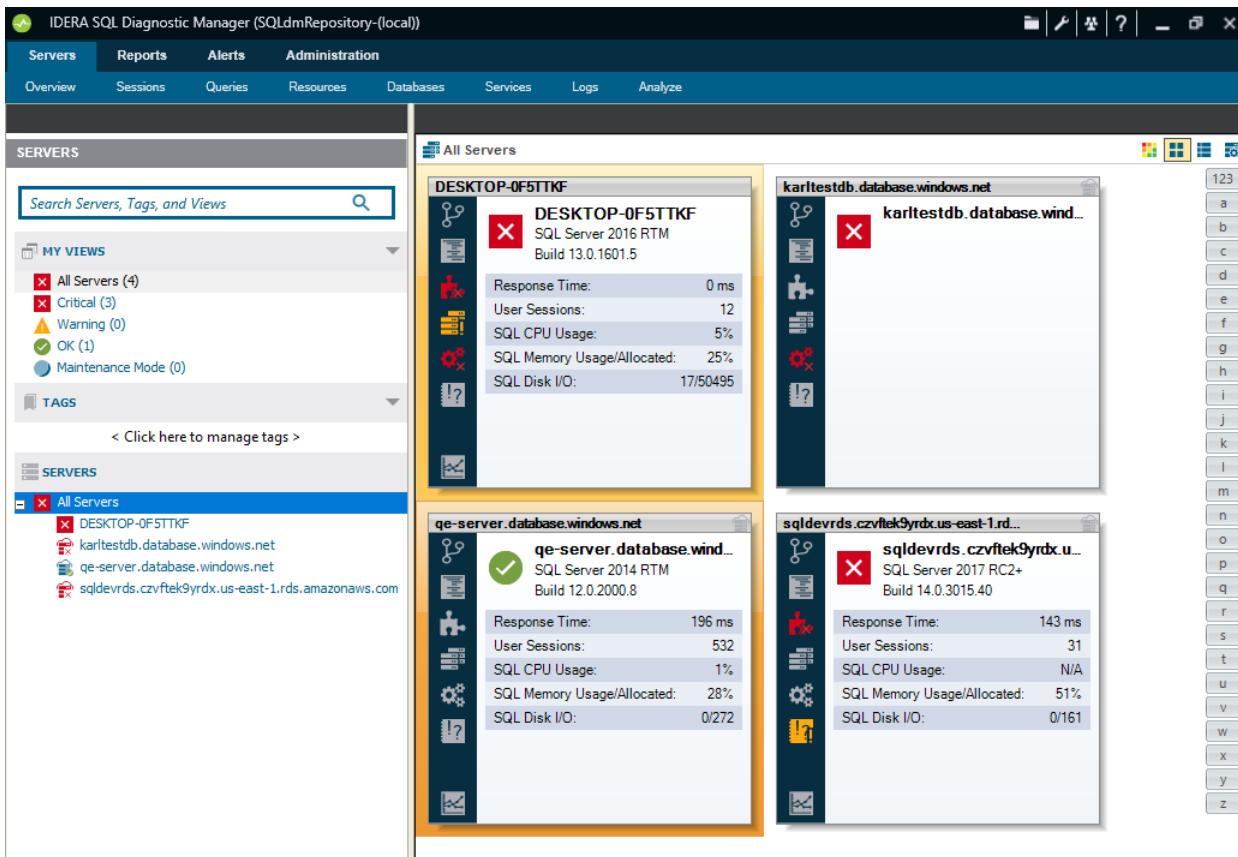 IDERA SQL Diagnostic Manager (SQLdmRepository-(local))
Servers Reports Alerts Administration
Overview Sessions Queries Resources Databases Services Logs Analyze
SERVERS
Search Servers, Tags, and Views
MY VIEWS
All Servers (4)
Critical (3)
Warning (0)
OK (1)
Maintenance Mode (0)
TAGS
< Click here to manage tags >
SERVERS
All Servers
DESKTOP-0F5TTKF
karltestdb.database.windows.net
qe-server.database.windows.net
sqldevrds.czvftek9yrdx.us-east-1.rds.amazonaws.com
All Servers
DESKTOP-0F5TTKF
DESKTOP-0F5TTKF
SQL Server 2016 RTM
Build 13.0.1601.5
Response Time: 0 ms
User Sessions: 12
SQL CPU Usage: 5%
SQL Memory Usage/Allocated: 25%
SQL Disk I/O: 17/50495
karltestdb.database.windows.net
karltestdb.database.wind...
qe-server.database.windows.net
qe-server.database.wind...
SQL Server 2014 RTM
Build 12.0.2000.8
Response Time: 196 ms
User Sessions: 532
SQL CPU Usage: 1%
SQL Memory Usage/Allocated: 28%
SQL Disk I/O: 0/272
sqldevrds.czvftek9yrdx.us-east-1.rd...
sqldevrds.czvftek9yrdx.u...
SQL Server 2017 RC2+
Build 14.0.3015.40
Response Time: 143 ms
User Sessions: 31
SQL CPU Usage: N/A
SQL Memory Usage/Allocated: 51%
SQL Disk I/O: 0/161
123
a
b
c
d
e
f
g
h
i
j
k
l
m
n
o
p
q
r
s
t
u
v
w
x
y
z